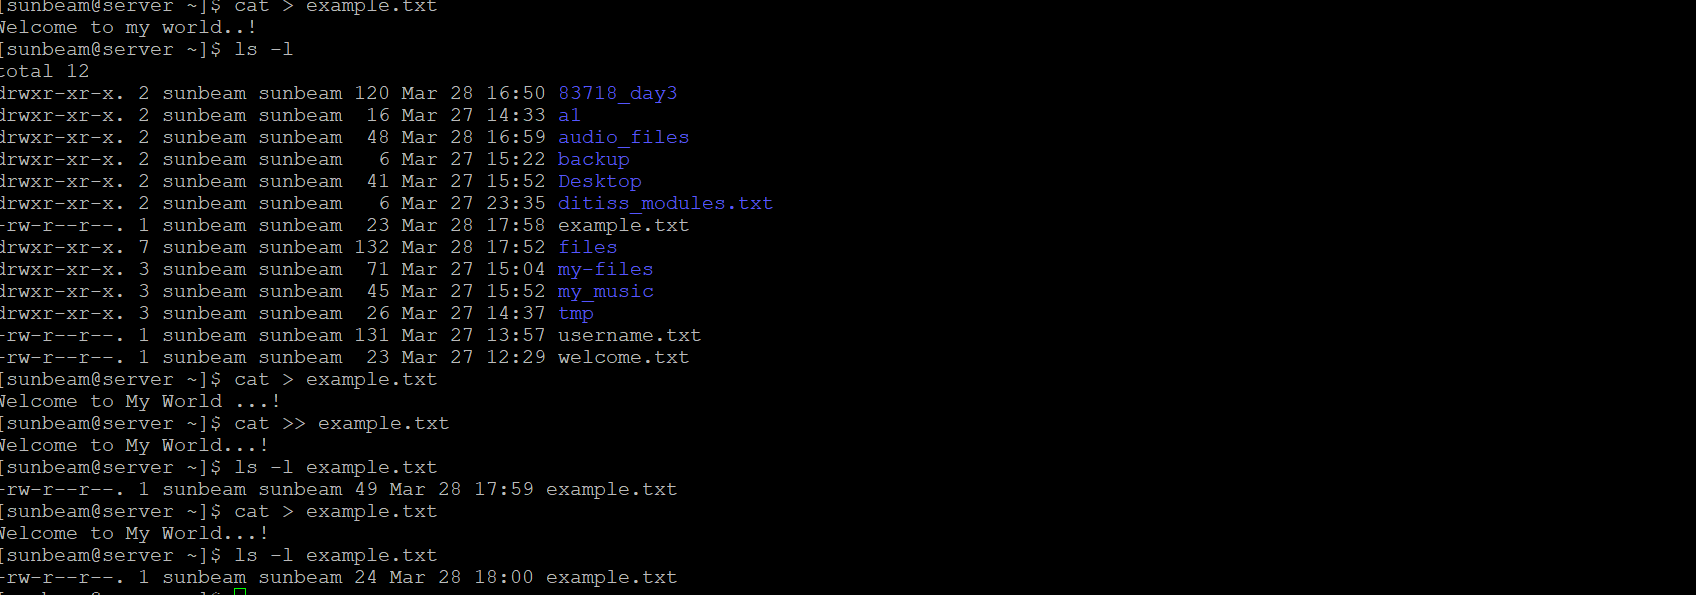 [sunbeam@server ~]$ cat > example.txt
Welcome to my world..!
[sunbeam@server ~]$ ls -l
total 12
drwxr-xr-x. 2 sunbeam sunbeam 120 Mar 28 16:50 83718_day3
drwxr-xr-x. 2 sunbeam sunbeam  16 Mar 27 14:33 a1
drwxr-xr-x. 2 sunbeam sunbeam  48 Mar 28 16:59 audio_files
drwxr-xr-x. 2 sunbeam sunbeam   6 Mar 27 15:22 backup
drwxr-xr-x. 2 sunbeam sunbeam  41 Mar 27 15:52 Desktop
drwxr-xr-x. 2 sunbeam sunbeam   6 Mar 27 23:35 ditiss_modules.txt
-rw-r--r--. 1 sunbeam sunbeam  23 Mar 28 17:58 example.txt
drwxr-xr-x. 7 sunbeam sunbeam 132 Mar 28 17:52 files
drwxr-xr-x. 3 sunbeam sunbeam  71 Mar 27 15:04 my-files
drwxr-xr-x. 3 sunbeam sunbeam  45 Mar 27 15:52 my_music
drwxr-xr-x. 3 sunbeam sunbeam  26 Mar 27 14:37 tmp
-rw-r--r--. 1 sunbeam sunbeam 131 Mar 27 13:57 username.txt
-rw-r--r--. 1 sunbeam sunbeam  23 Mar 27 12:29 welcome.txt
[sunbeam@server ~]$ cat > example.txt
Welcome to My World ...!
[sunbeam@server ~]$ cat >> example.txt
Welcome to My World...!
[sunbeam@server ~]$ ls -l example.txt
-rw-r--r--. 1 sunbeam sunbeam 49 Mar 28 17:59 example.txt
[sunbeam@server ~]$ cat > example.txt
Welcome to My World...!
[sunbeam@server ~]$ ls -l example.txt
-rw-r--r--. 1 sunbeam sunbeam 24 Mar 28 18:00 example.txt